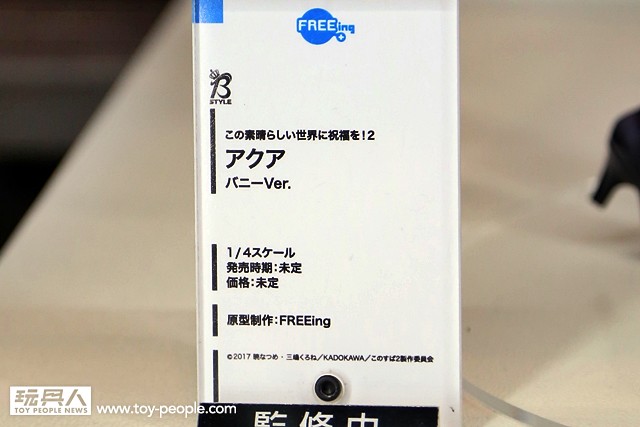 FREEing
B
STYLE
この素晴らしい世界に祝福を!2
アクア
バニーVer.
1/4スケール
発売時期:未定
価格:未定
原型制作:FREEing
©2017 暁なつめ・三嶋くろね/KADOKAWA/このすば2製作委員会
監修中
玩具人
TOY PEOPLE NEWS
www.toy-people.com